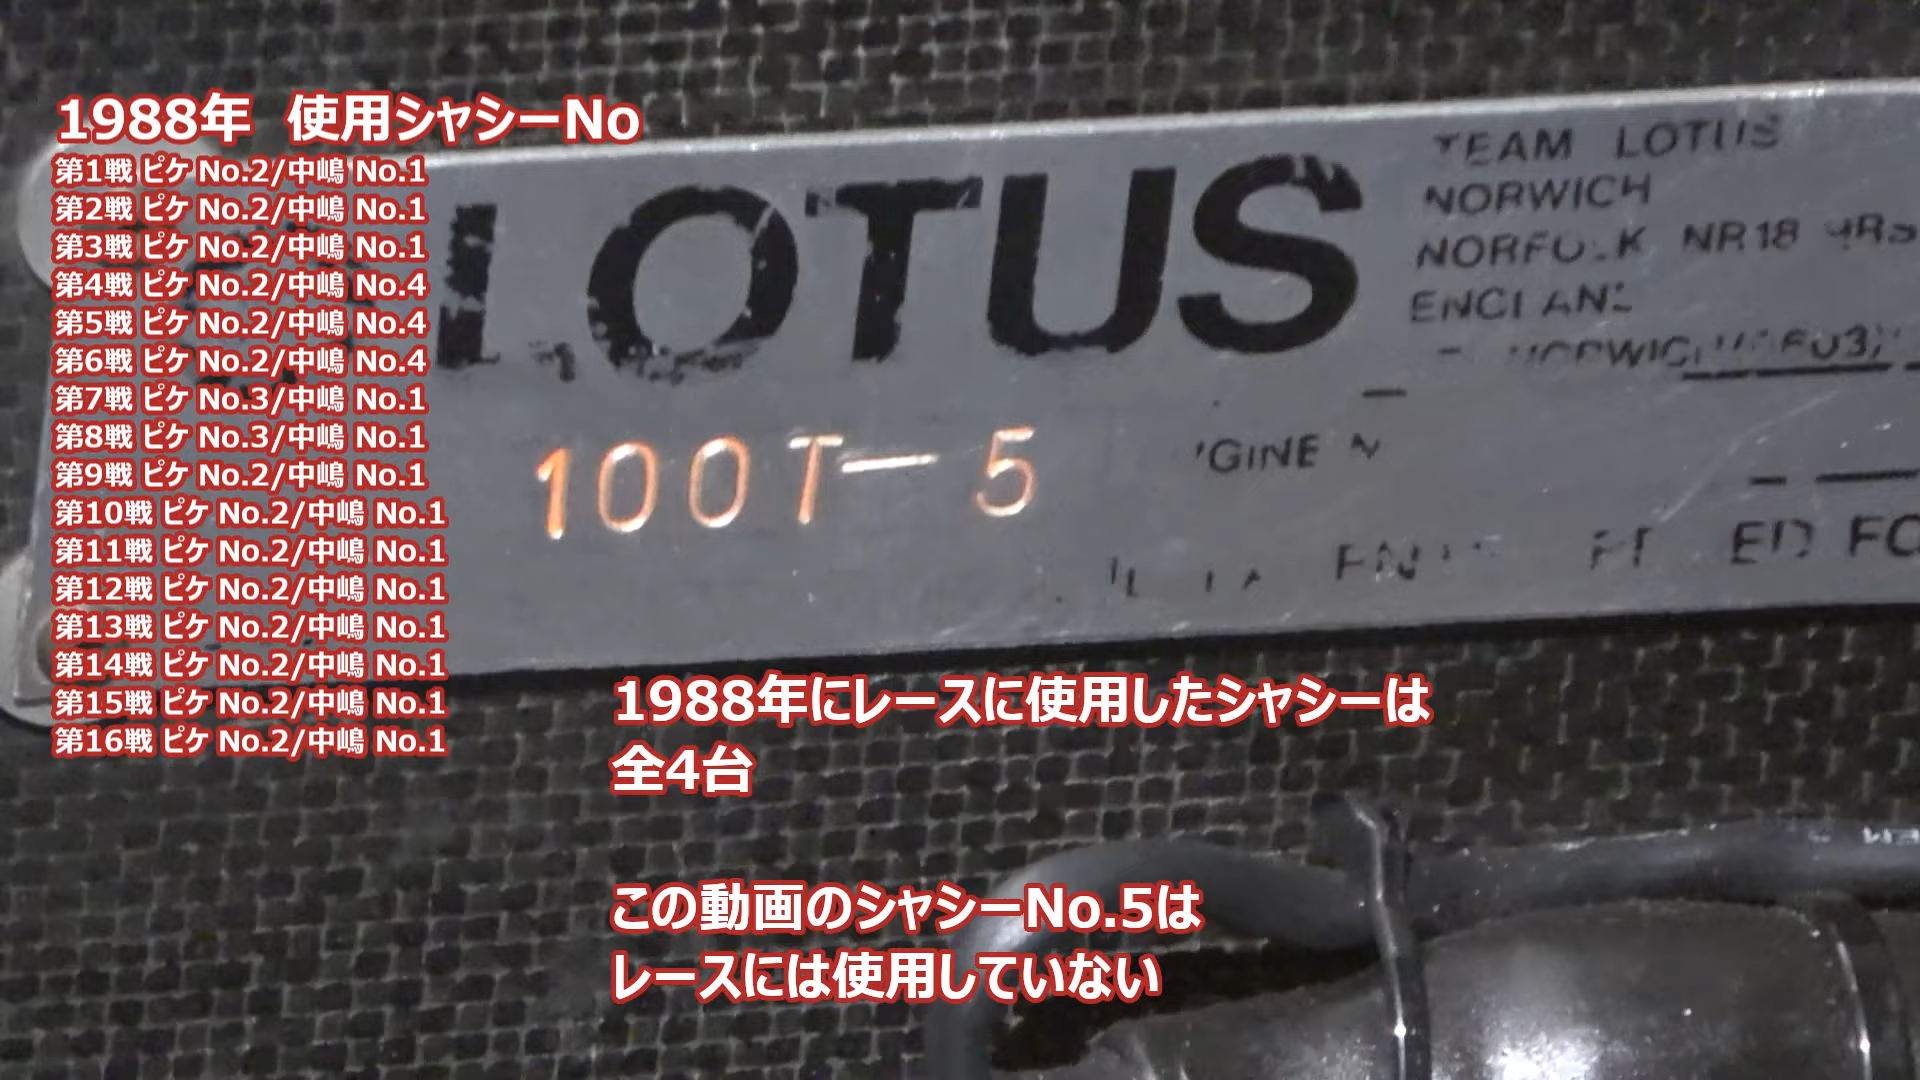 1988年 使用シャシーNo
第1戦 ピケ No.2/中嶋 No.1
第2戦 ピケ No.2/中嶋 No.1
第3戦 ピケ No.2/中嶋 No.1
第4戦 ピケ No.2/中嶋 No.4
第5戦 ピケ No.2/中嶋 No.4
第6戦 ピケ No.2/中嶋 No.4
第7戦 ピケ No.3/中嶋 No.1
第8戦 ピケ No.3/中嶋 No.1
第9戦 ピケ No.2/中嶋 No.1
第10戦 ピケ No.2/中嶋 No.1
第11戦 ピケ No.2/中嶋 No.1
第12戦 ピケ No.2/中嶋 No.1
第13戦 ピケ No.2/中嶋 No.1
第14戦 ピケ No.2/中嶋 No.1
第15戦 ピケ No.2/中嶋 No.1
第16戦 ピケ No.2/中嶋 No.1
LOTUS
TEAM LOTUS
NORWICH
NR18
100T-5
1988年にレースに使用したシャシーは
全4台
この動画のシャシーNo.5は
レースには使用していない